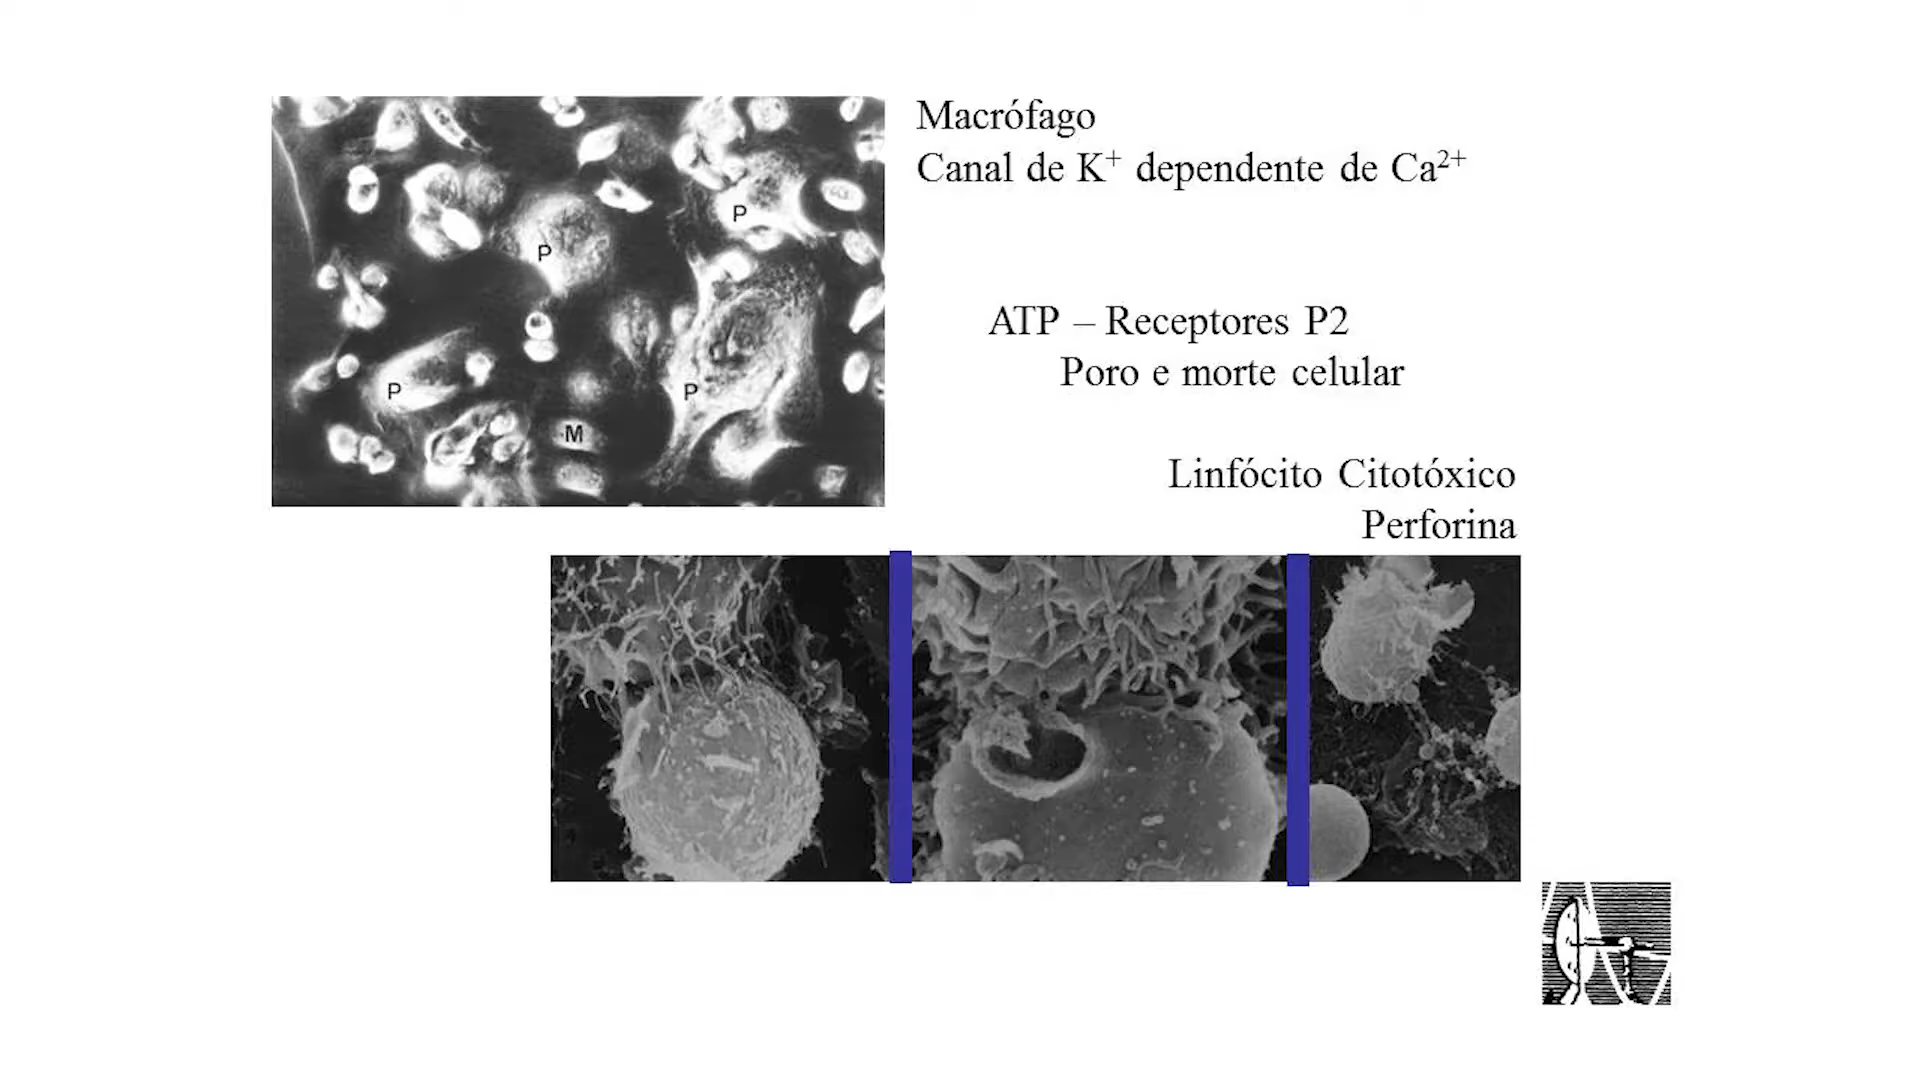 Macrófago
Canal de K⁺ dependente de Ca²⁺
P
P
P
P
M
ATP – Receptores P2
Poro e morte celular
Linfócito Citotóxico
Perforina